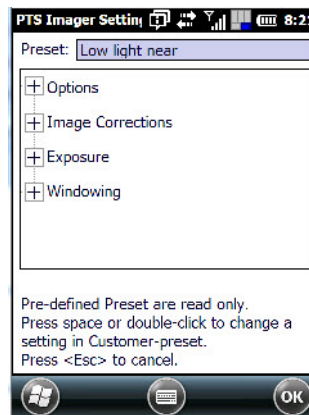 PTS Imager Settin 8:2
Preset: Low light near
Options
Image Corrections
Exposure
Windowing
Pre-defined Preset are read only.
Press space or double-click to change a
setting in Customer-preset.
Press <Esc> to cancel.
OK